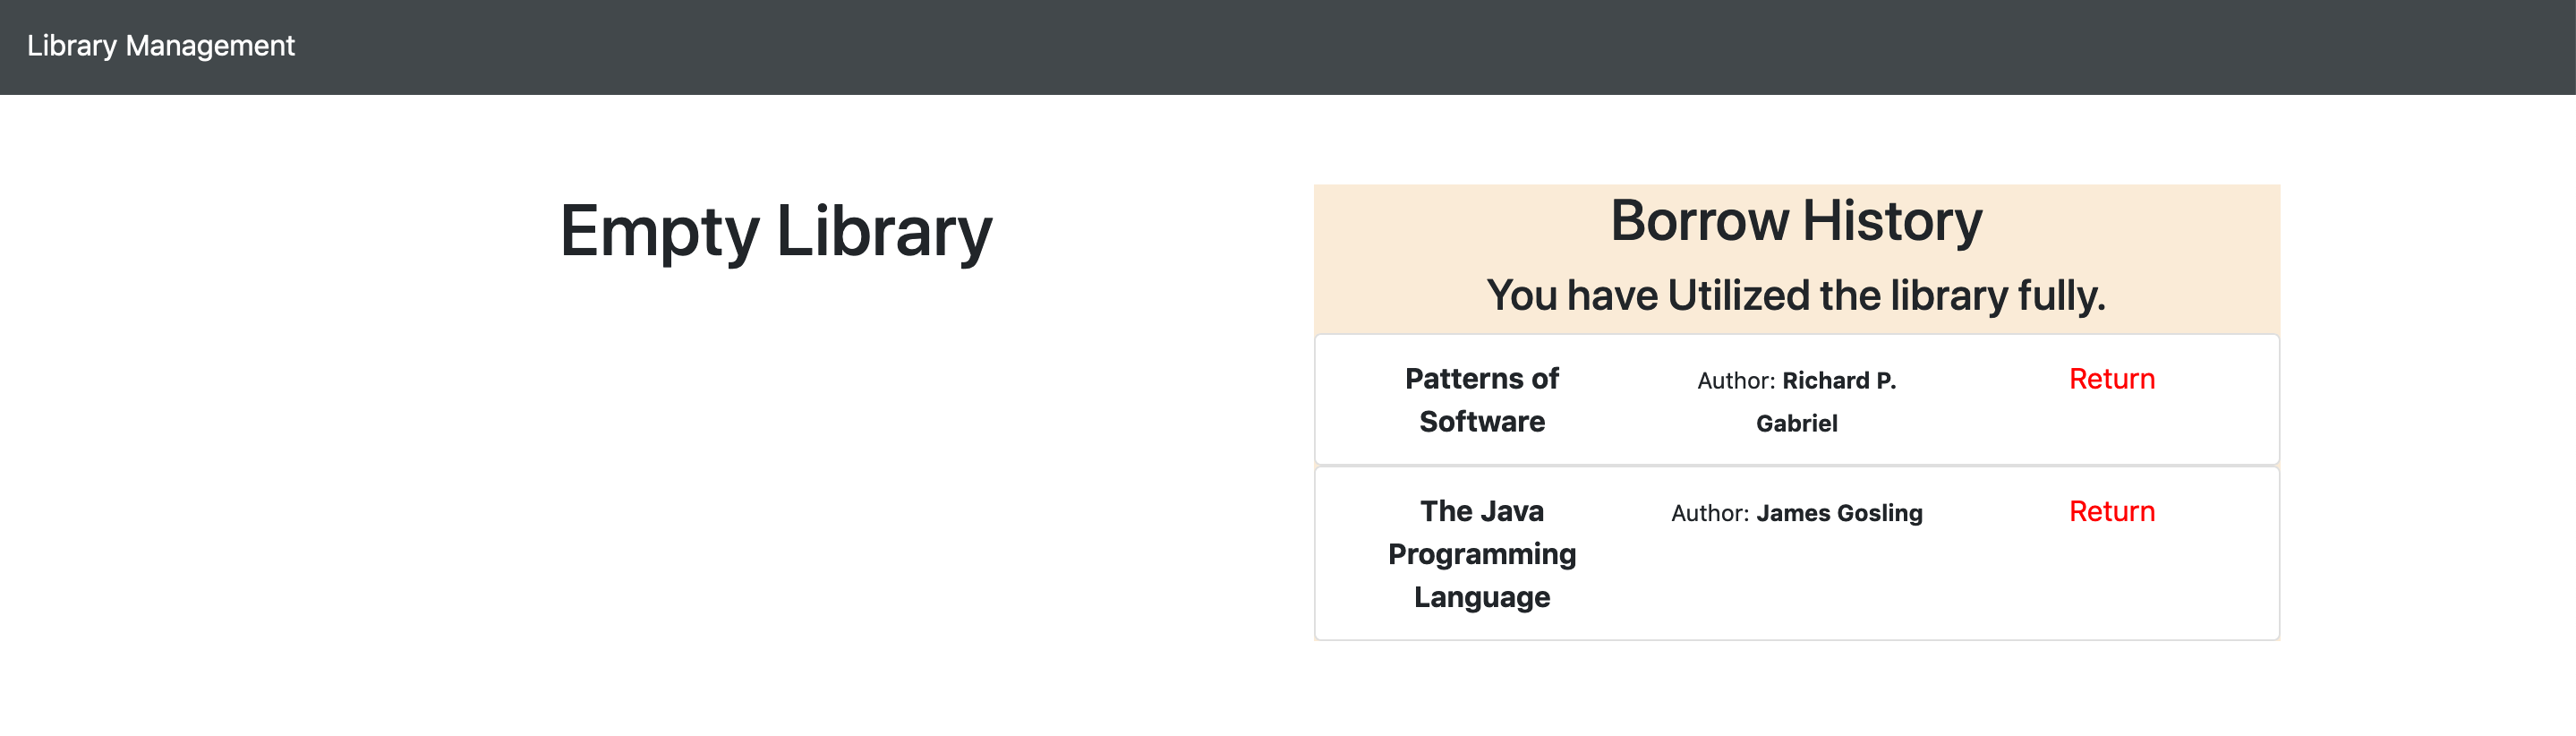 Library Management
Empty Library
Borrow History
You have Utilized the library fully.
Patterns of
Software
Author: Richard P.
Gabriel
Return
The Java
Programming
Language
Author: James Gosling
Return